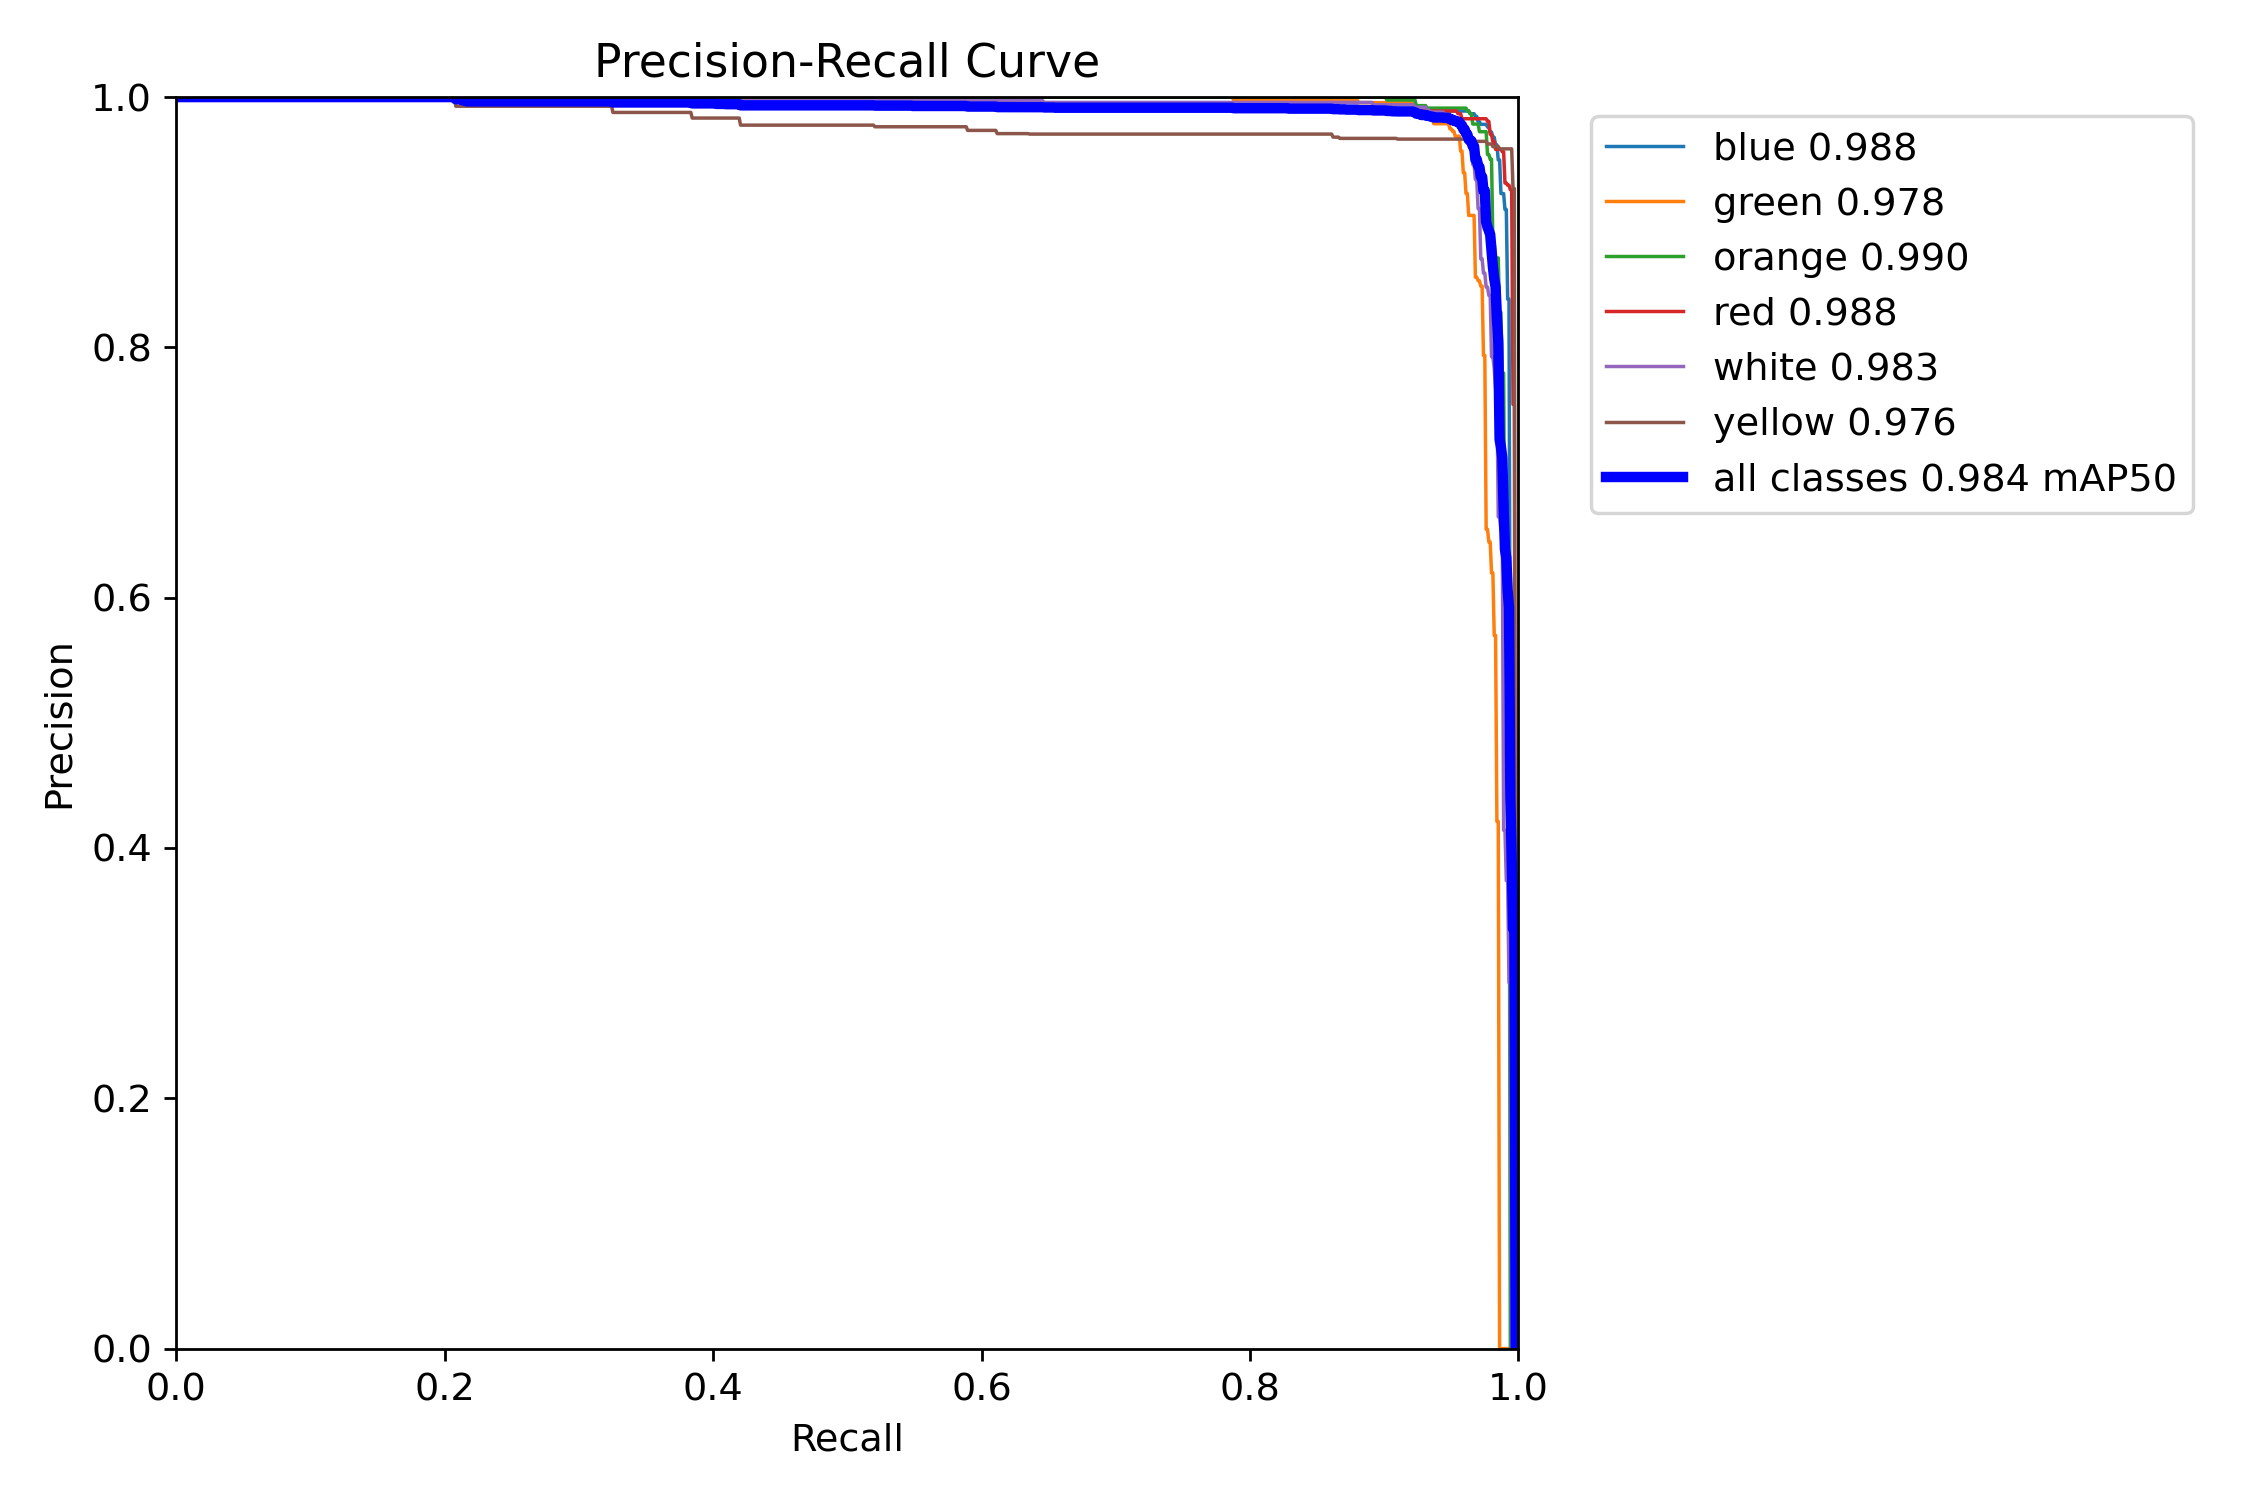 Precision-Recall Curve
1.0
0.8
0.6
0.4
0.2
0.0
Precision
0.0 0.2 0.4 0.6 0.8 1.0
Recall
blue 0.988
green 0.978
orange 0.990
red 0.988
white 0.983
yellow 0.976
all classes 0.984 mAP50